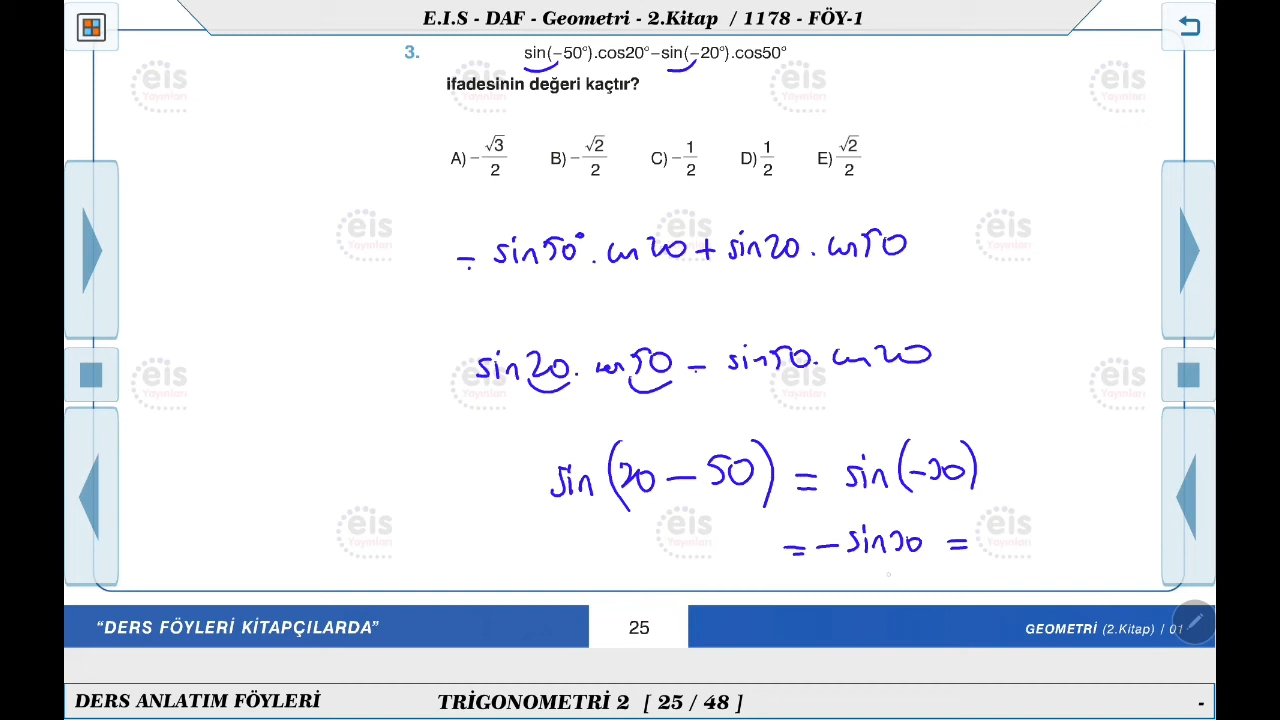 E.I.S - DAF - Geometri - 2.Kitap / 1178 - FÖY-1
3. sin(−50°).cos20°−sin(−20°).cos50°
ifadesinin değeri kaçtır?
A) −√3/2 B) −√2/2 C) −1/2 D) 1/2 E) √2/2
− sin50° . cos20 + sin20 . cos50
sin20 . cos50 − sin50 . cos20
sin(20 − 50) = sin(−30)
= − sin30 =
"DERS FÖYLERİ KİTAPÇILARDA"
25
GEOMETRİ (2.Kitap) / 01
DERS ANLATIM FÖYLERİ
TRİGONOMETRİ 2 [ 25 / 48 ]
-
eis Yayınları